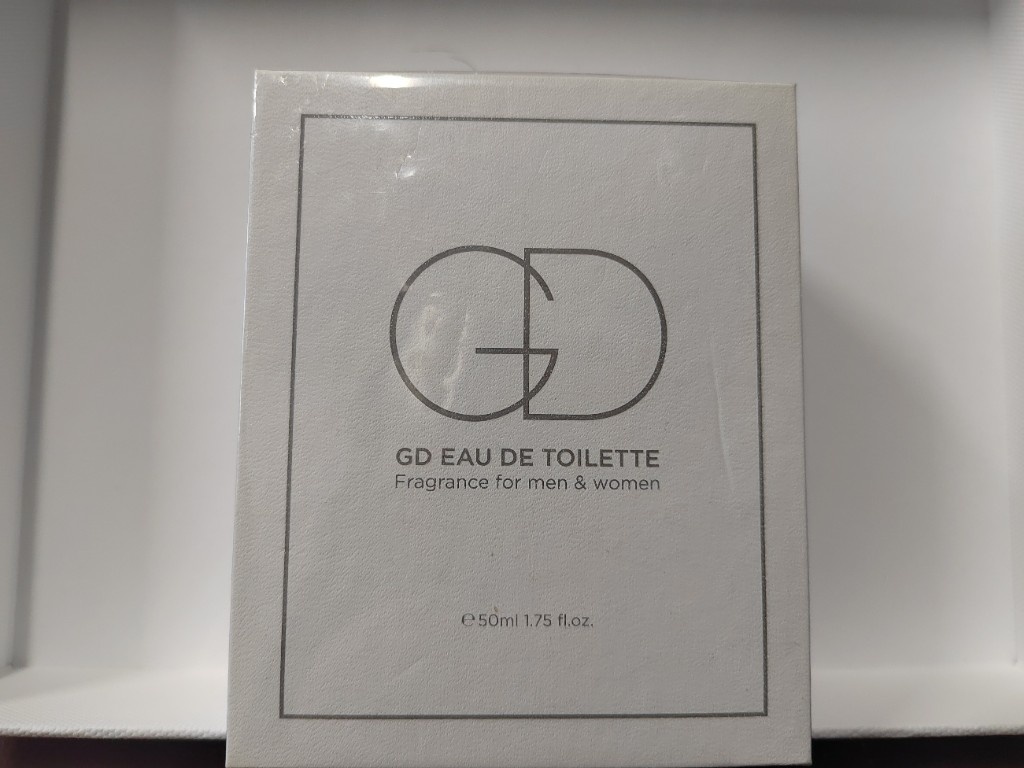 GD
GD EAU DE TOILETTE
Fragrance for men & women
℮ 50ml 1.75 fl.oz.